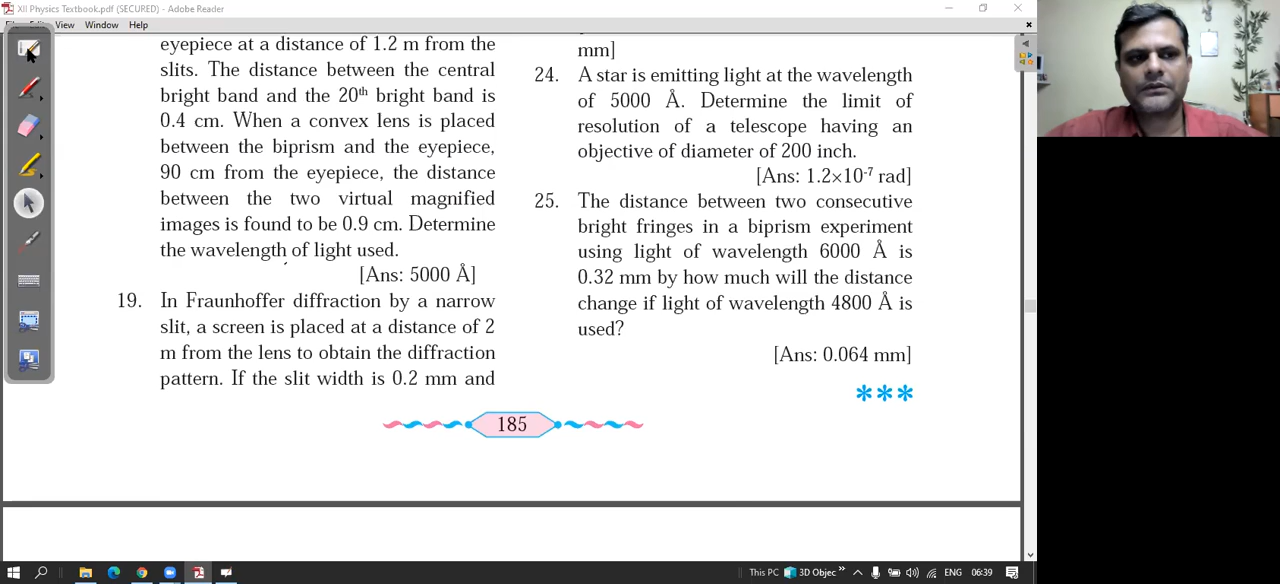 XII Physics Textbook.pdf (SECURED) - Adobe Reader
View Window Help
eyepiece at a distance of 1.2 m from the
slits. The distance between the central
bright band and the 20th bright band is
0.4 cm. When a convex lens is placed
between the biprism and the eyepiece,
90 cm from the eyepiece, the distance
between the two virtual magnified
images is found to be 0.9 cm. Determine
the wavelength of light used.
[Ans: 5000 Å]
19. In Fraunhoffer diffraction by a narrow
slit, a screen is placed at a distance of 2
m from the lens to obtain the diffraction
pattern. If the slit width is 0.2 mm and
mm]
24. A star is emitting light at the wavelength
of 5000 Å. Determine the limit of
resolution of a telescope having an
objective of diameter of 200 inch.
[Ans: 1.2×10-7 rad]
25. The distance between two consecutive
bright fringes in a biprism experiment
using light of wavelength 6000 Å is
0.32 mm by how much will the distance
change if light of wavelength 4800 Å is
used?
[Ans: 0.064 mm]
***
185
This PC 3D Objec ENG 06:39